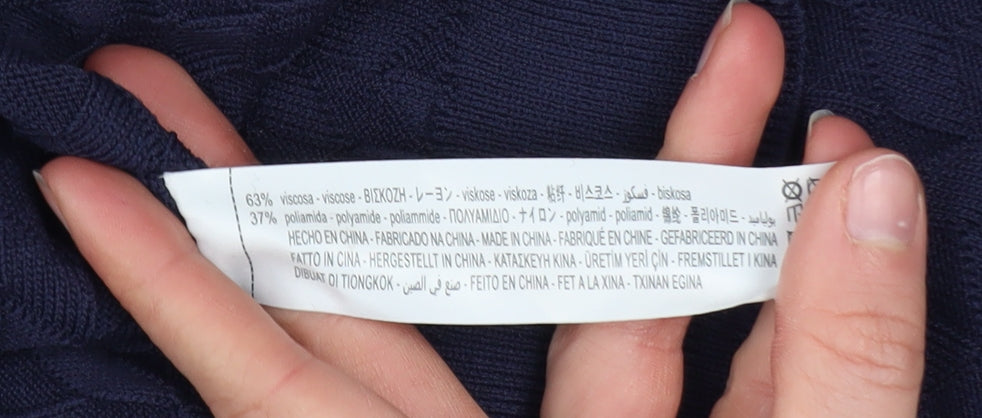 63% viscosa - viscose - ΒΙΣΚΟΖΗ - レーヨン - viskose - viskoza - 粘纤 - 비스코스 - فسكوز - biskosa
37% poliamida - polyamide - poliammide - ΠΟΛΥΑΜΙΔΙΟ - ナイロン - polyamid - poliamid - 锦纶 - 폴리아미드 - بولياميد
HECHO EN CHINA - FABRICADO NA CHINA - MADE IN CHINA - FABRIQUÉ EN CHINE - GEFABRICEERD IN CHINA
FATTO IN CINA - HERGESTELLT IN CHINA - ΚΑΤΑΣΚΕΥΗ ΚΙΝΑ - ÜRETİM YERİ ÇİN - FREMSTILLET I KINA
DIBUAT DI TIONGKOK - صنع في الصين - FEITO EN CHINA - FET A LA XINA - TXINAN EGINA